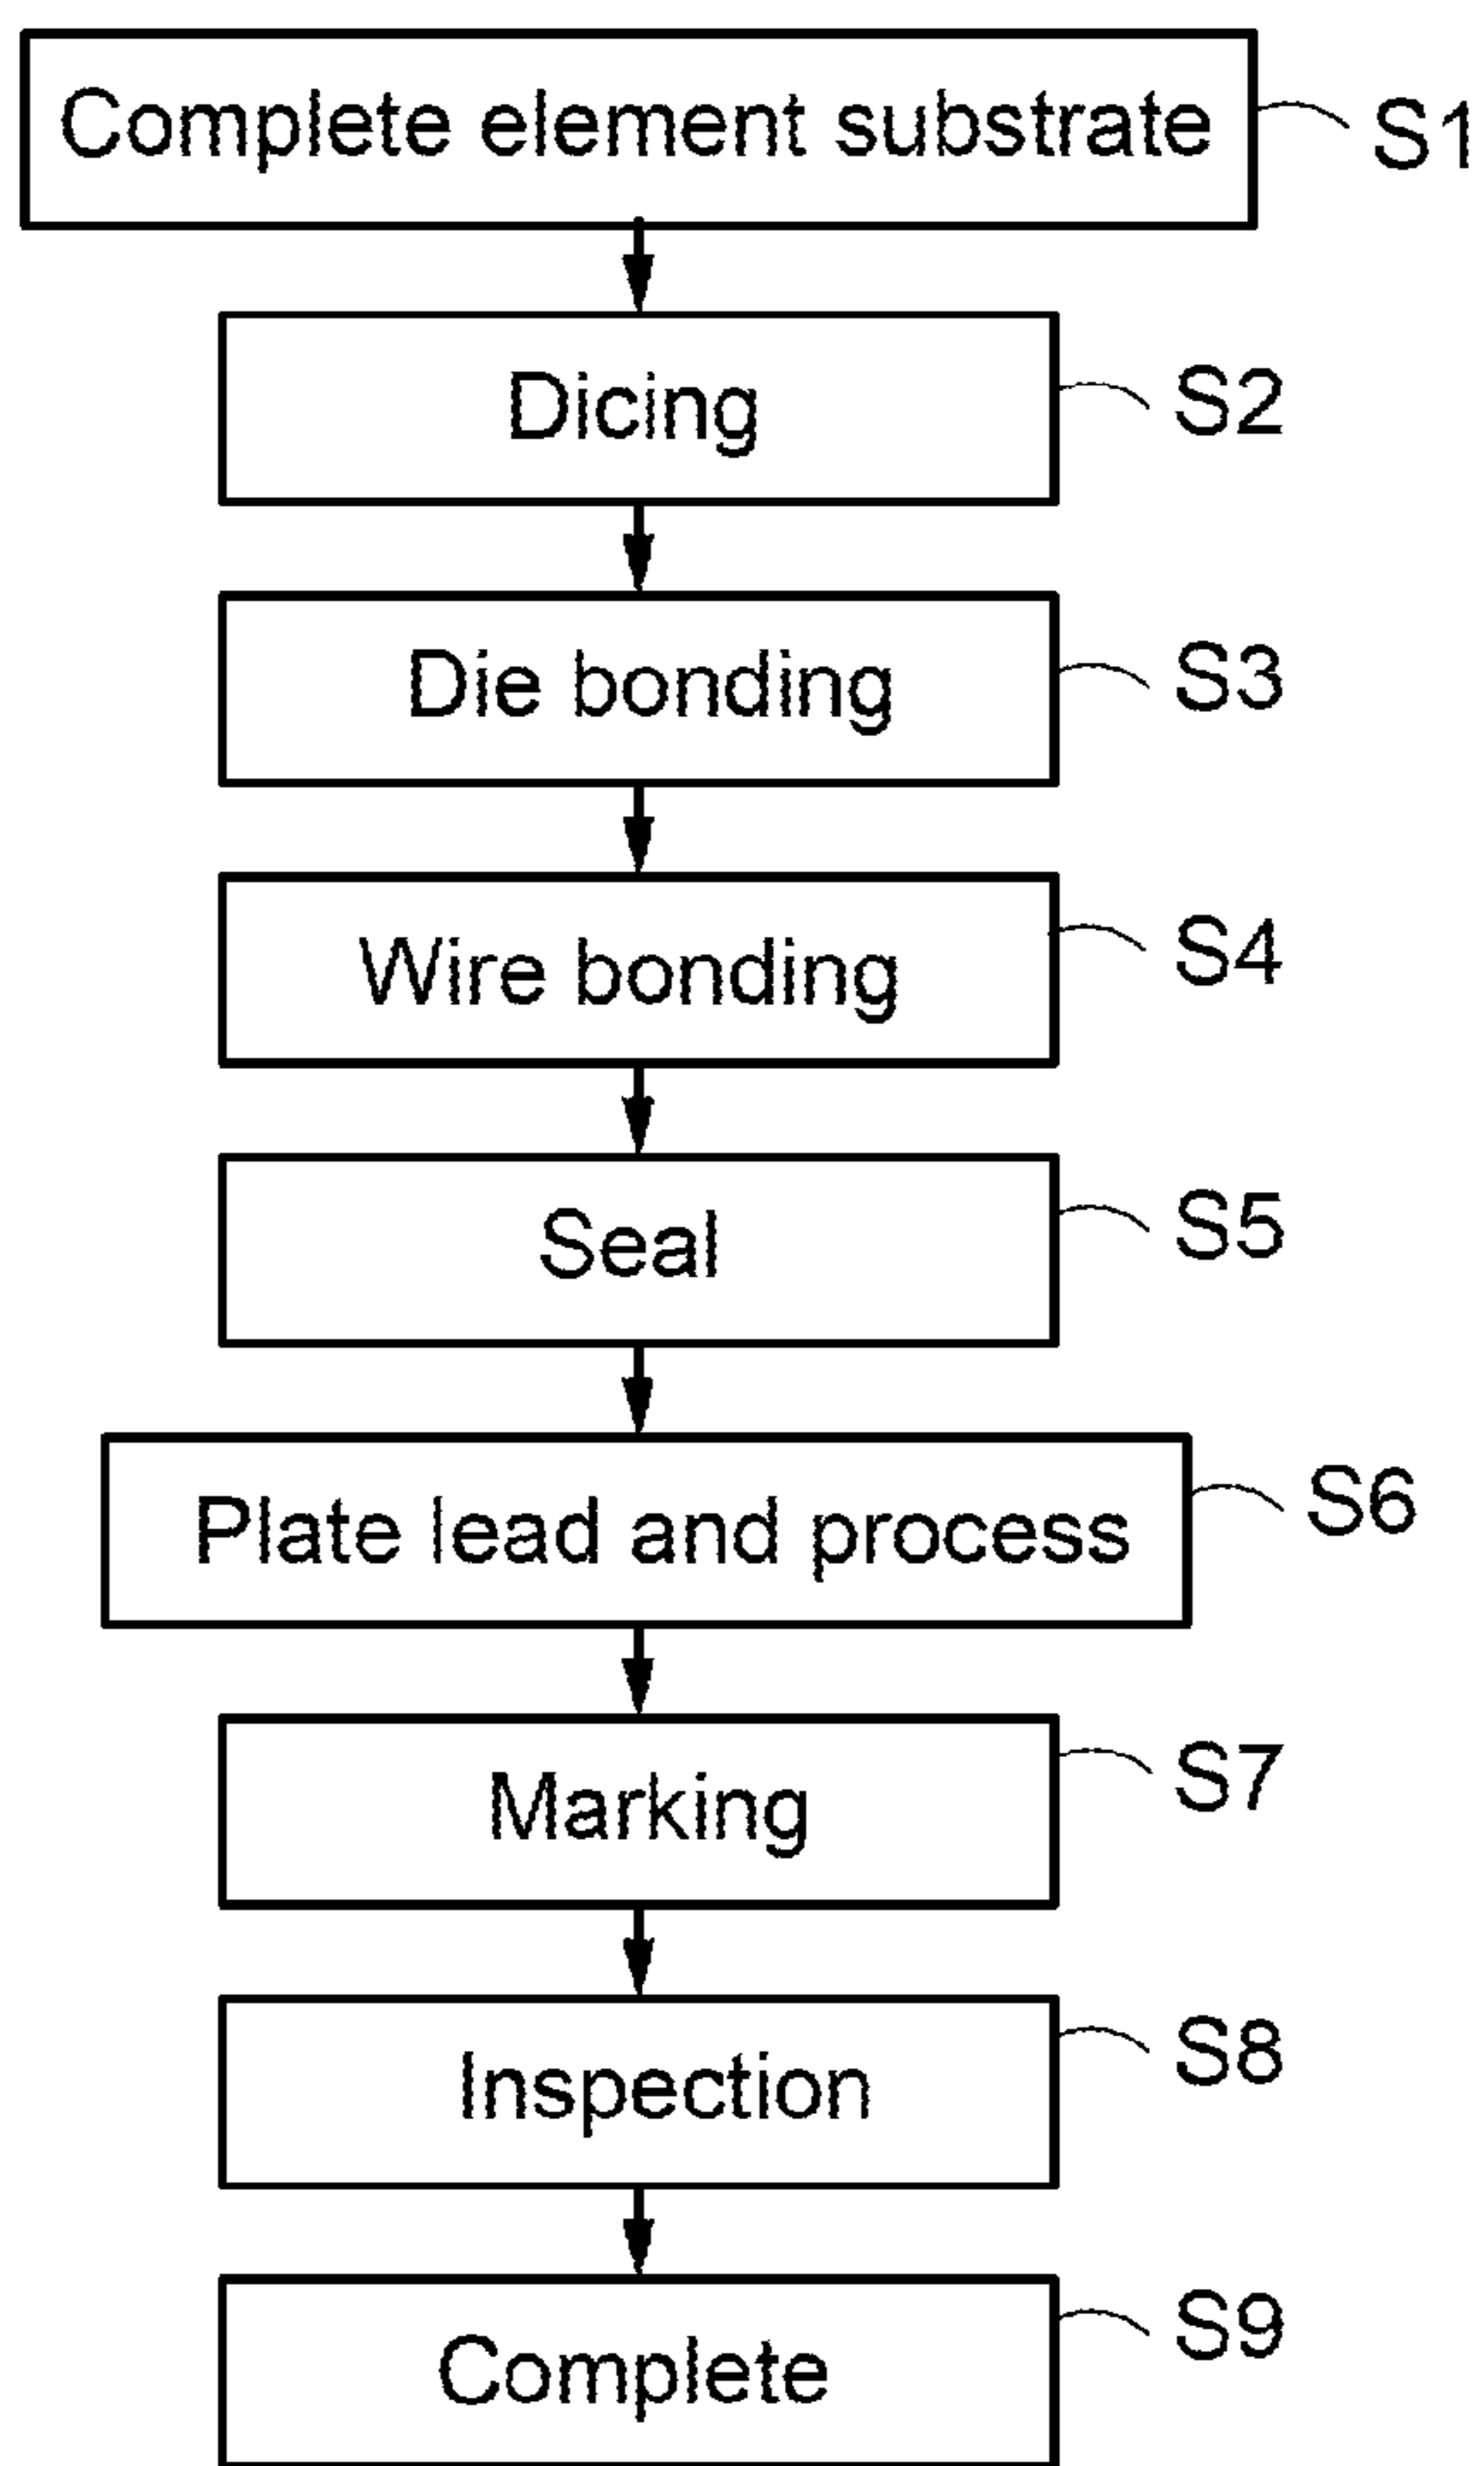 Complete element substrate S1
Dicing S2
Die bonding S3
Wire bonding S4
Seal S5
Plate lead and process S6
Marking S7
Inspection S8
Complete S9